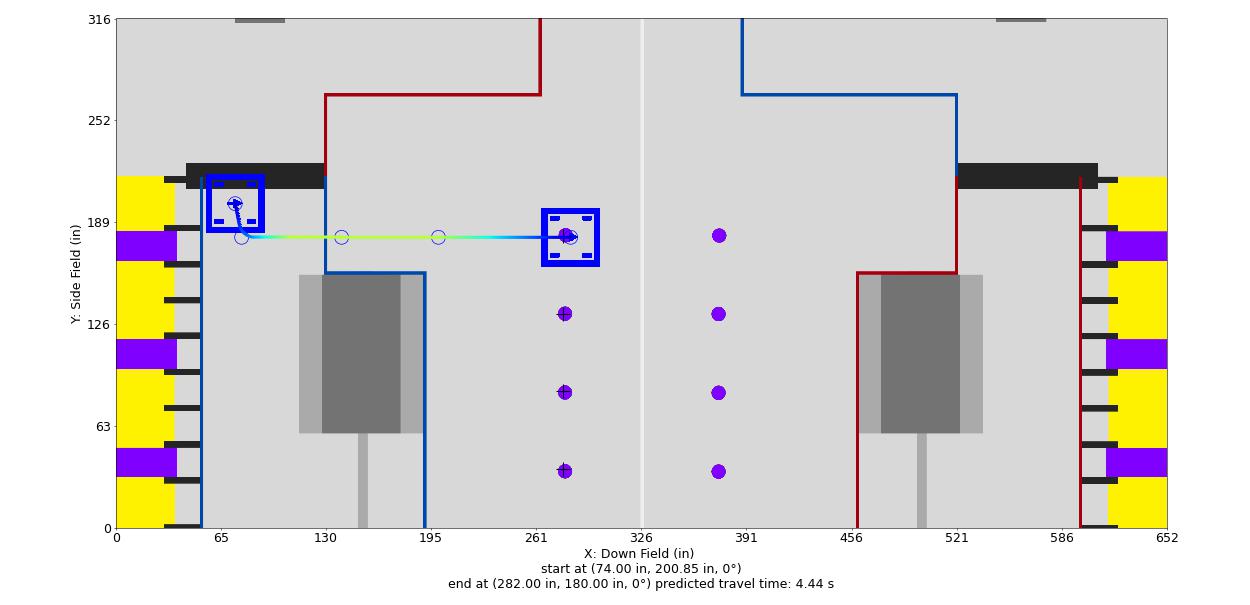 316
252
189
126
63
0
Y: Side Field (in)
0 65 130 195 261 326 391 456 521 586 652
X: Down Field (in)
start at (74.00 in, 200.85 in, 0°)
end at (282.00 in, 180.00 in, 0°) predicted travel time: 4.44 s